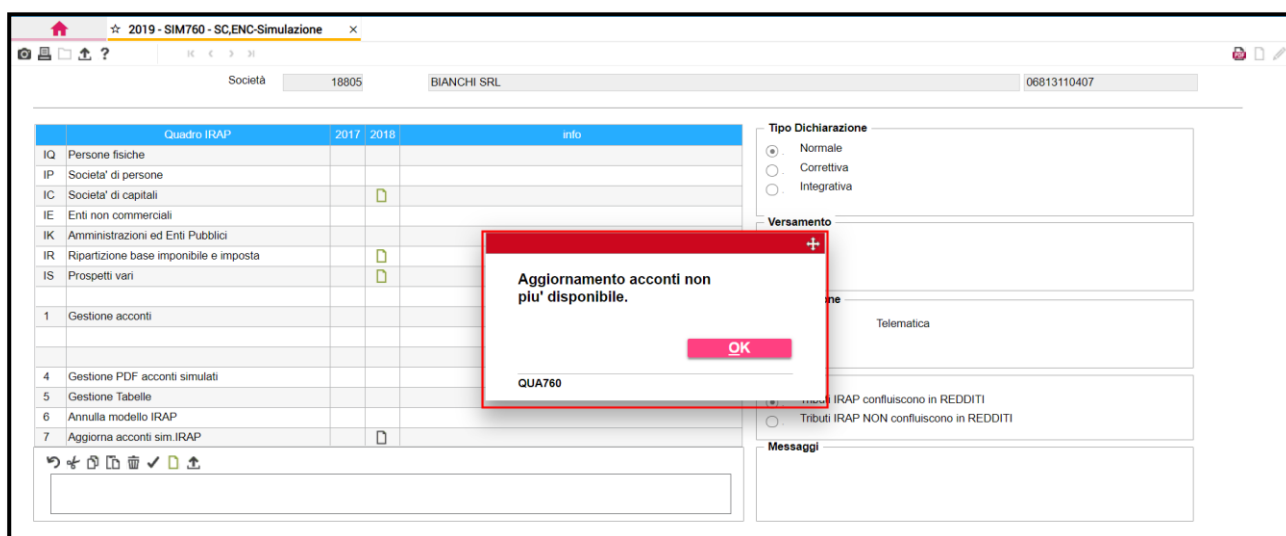 ☆ 2019 - SIM760 - SC,ENC-Simulazione ×
?
Società 18805 BIANCHI SRL 06813110407
Quadro IRAP 2017 2018 info
IQ Persone fisiche
IP Societa' di persone
IC Societa' di capitali
IE Enti non commerciali
IK Amministrazioni ed Enti Pubblici
IR Ripartizione base imponibile e imposta
IS Prospetti vari
1 Gestione acconti
4 Gestione PDF acconti simulati
5 Gestione Tabelle
6 Annulla modello IRAP
7 Aggiorna acconti sim.IRAP
Tipo Dichiarazione
Normale
Correttiva
Integrativa
Versamento
Aggiornamento acconti non
piu' disponibile.
OK
QUA760
ne
Telematica
Tributi IRAP confluiscono in REDDITI
Tributi IRAP NON confluiscono in REDDITI
Messaggi